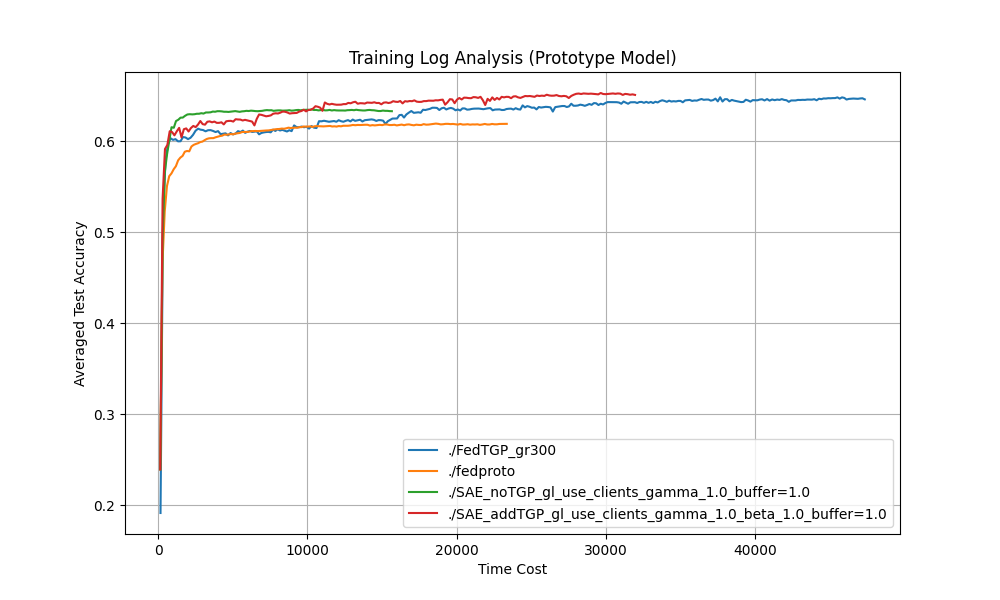 Training Log Analysis (Prototype Model)
Averaged Test Accuracy
0.6
0.5
0.4
0.3
0.2
./FedTGP_gr300
./fedproto
./SAE_noTGP_gl_use_clients_gamma_1.0_buffer=1.0
./SAE_addTGP_gl_use_clients_gamma_1.0_beta_1.0_buffer=1.0
0 10000 20000 30000 40000
Time Cost